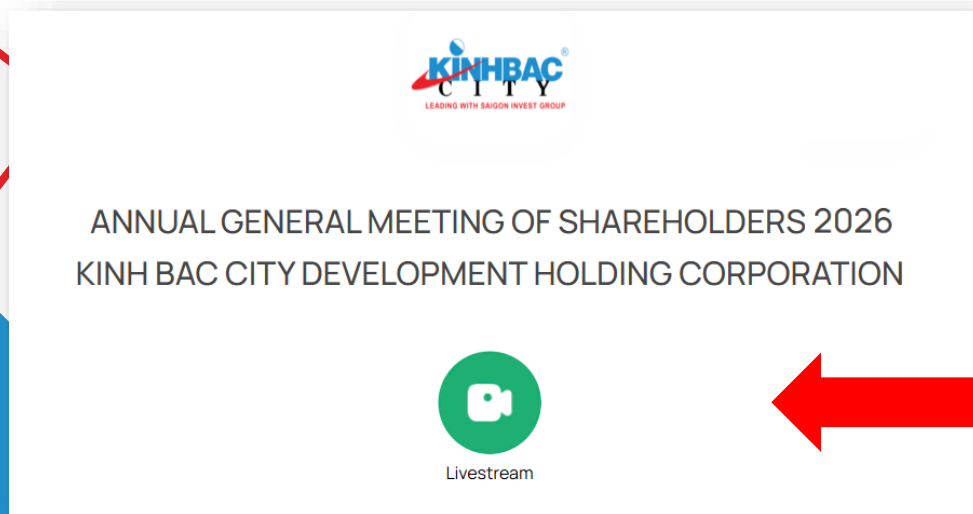 KINHBAC®
CITY
LEADING WITH SAIGON INVEST GROUP
ANNUAL GENERAL MEETING OF SHAREHOLDERS 2026
KINH BAC CITY DEVELOPMENT HOLDING CORPORATION
Livestream